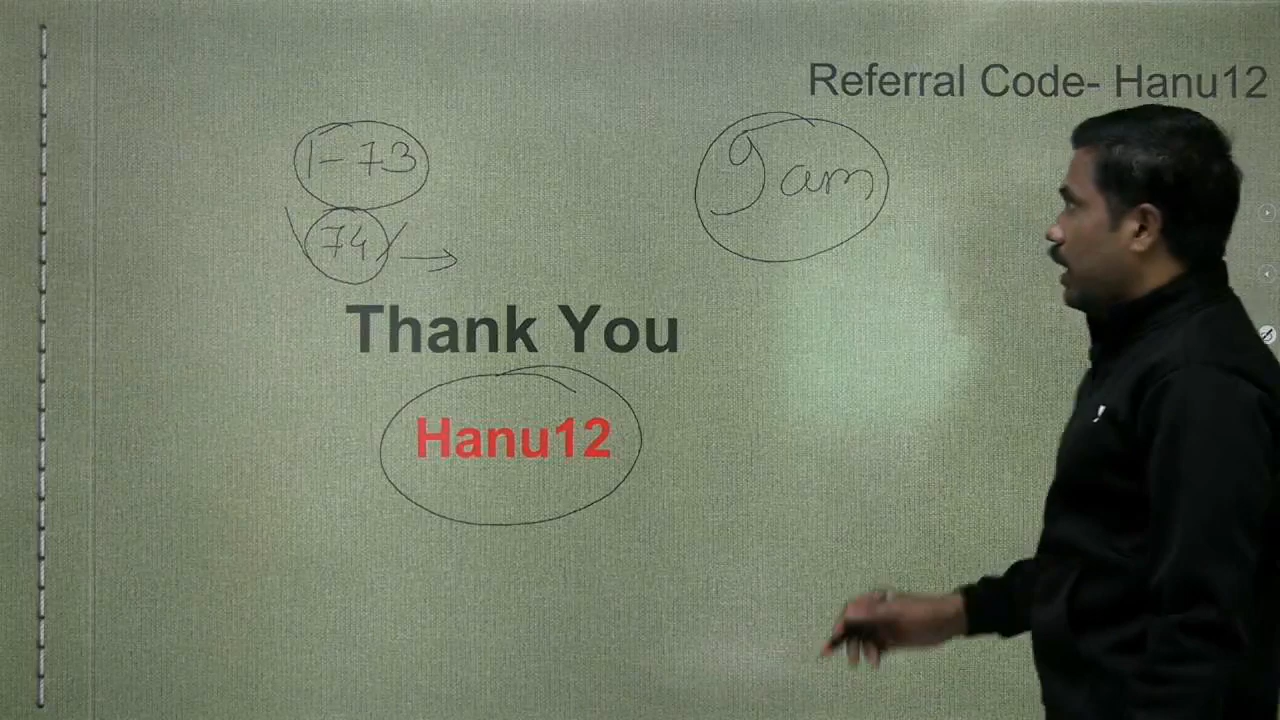 Referral Code- Hanu12
1-73
9 am
74 →
Thank You
Hanu12